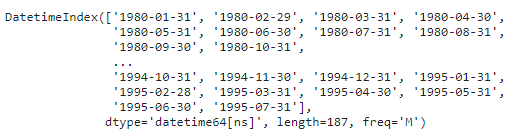 DatetimeIndex(['1980-01-31', '1980-02-29', '1980-03-31', '1980-04-30',
'1980-05-31', '1980-06-30', '1980-07-31', '1980-08-31',
'1980-09-30', '1980-10-31',
...
'1994-10-31', '1994-11-30', '1994-12-31', '1995-01-31',
'1995-02-28', '1995-03-31', '1995-04-30', '1995-05-31',
'1995-06-30', '1995-07-31'],
dtype='datetime64[ns]', length=187, freq='M')